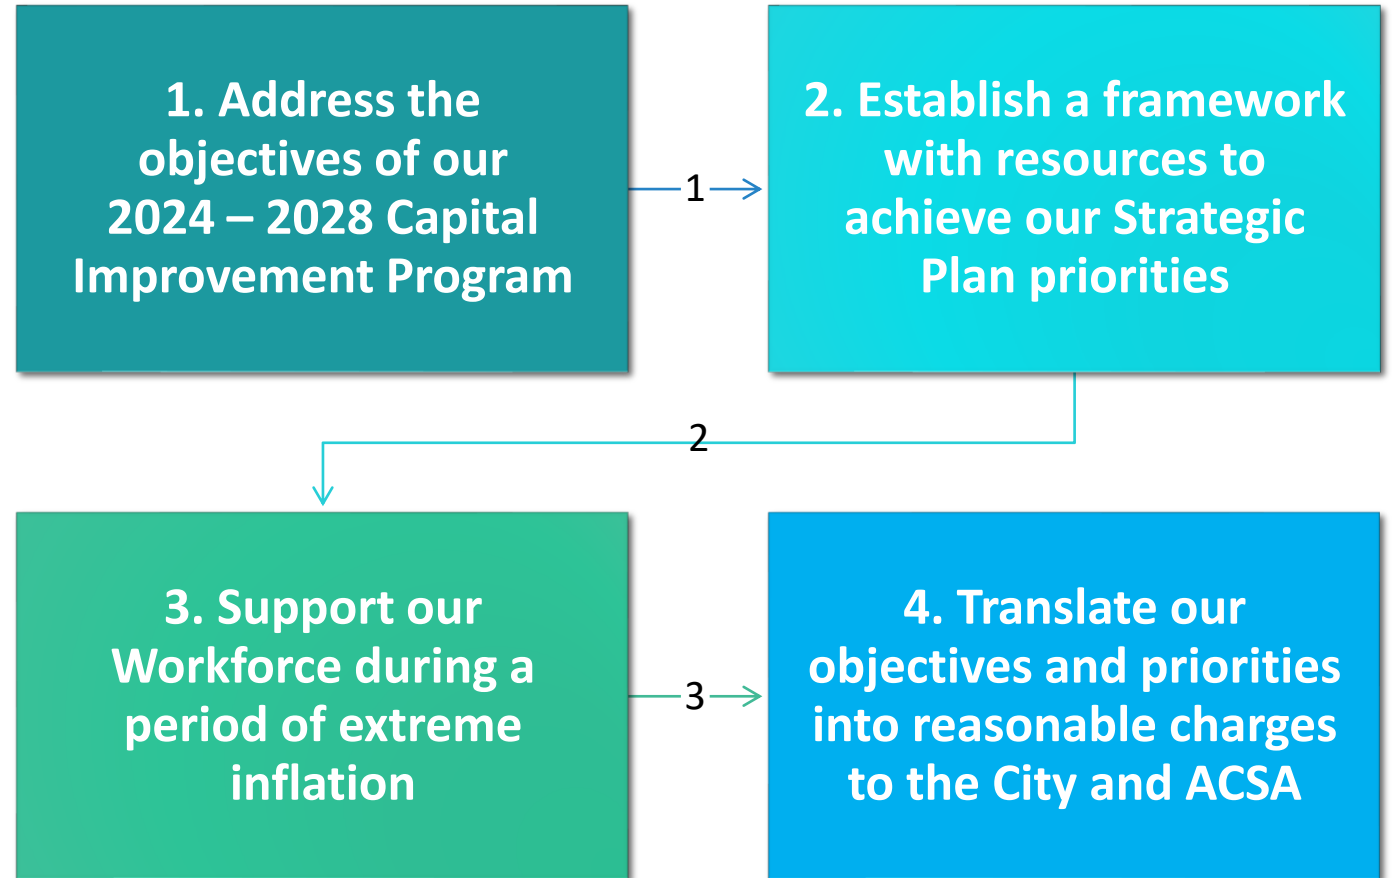 1. Address the
objectives of our
2024 – 2028 Capital
Improvement Program
1
2. Establish a framework
with resources to
achieve our Strategic
Plan priorities
2
3. Support our
Workforce during a
period of extreme
inflation
3
4. Translate our
objectives and priorities
into reasonable charges
to the City and ACSA